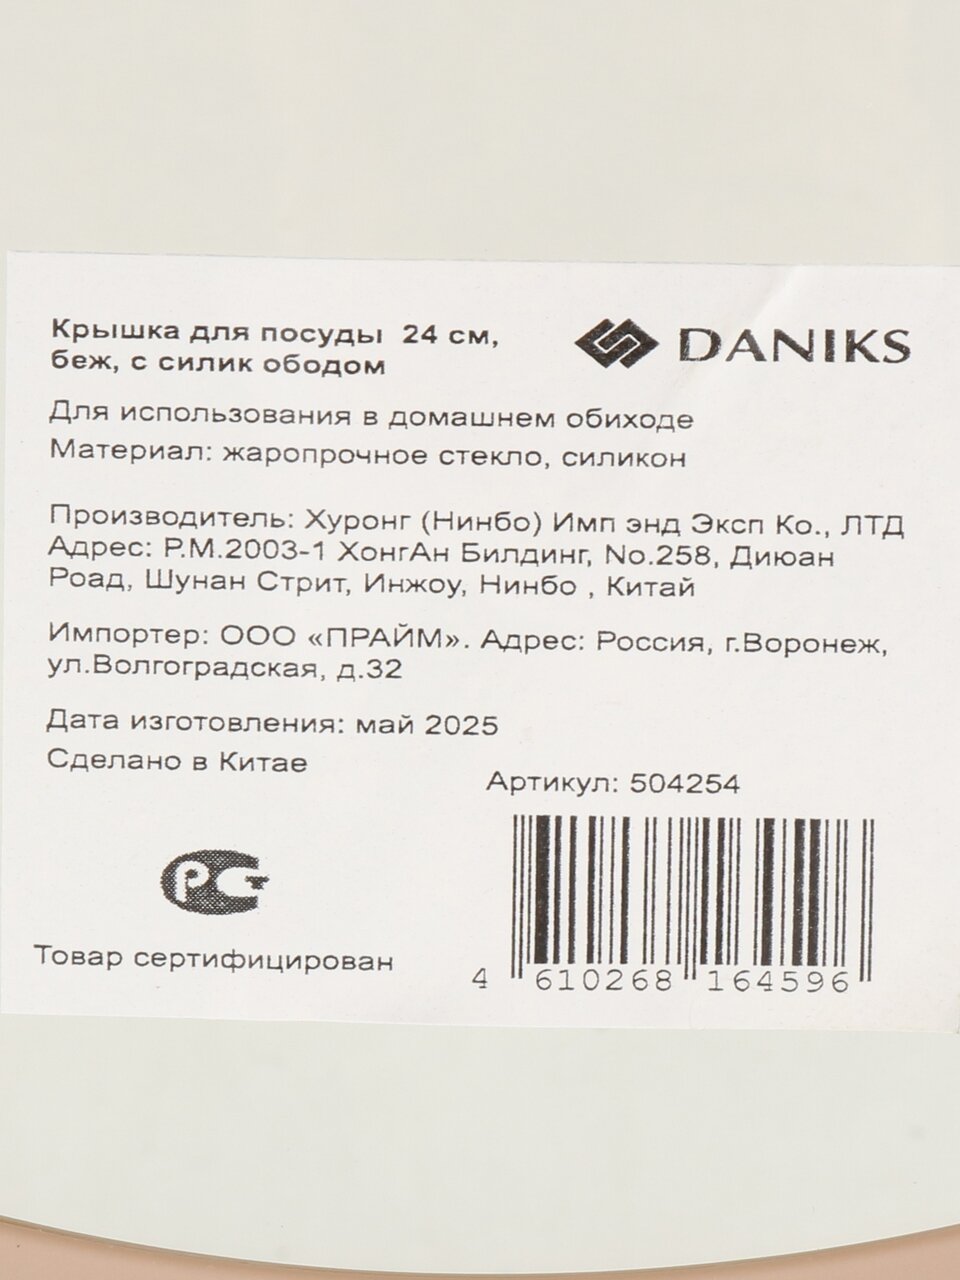 Крышка для посуды 24 см,
беж, с силик ободом
DANIKS
Для использования в домашнем обиходе
Материал: жаропрочное стекло, силикон
Производитель: Хуронг (Нинбо) Имп энд Эксп Ко., ЛТД
Адрес: Р.М.2003-1 ХонгАн Билдинг, No.258, Диюан
Роад, Шунан Стрит, Инжоу, Нинбо , Китай
Импортер: ООО «ПРАЙМ». Адрес: Россия, г.Воронеж,
ул.Волгоградская, д.32
Дата изготовления: май 2025
Сделано в Китае
Артикул: 504254
РСТ
Товар сертифицирован
4 610268 164596